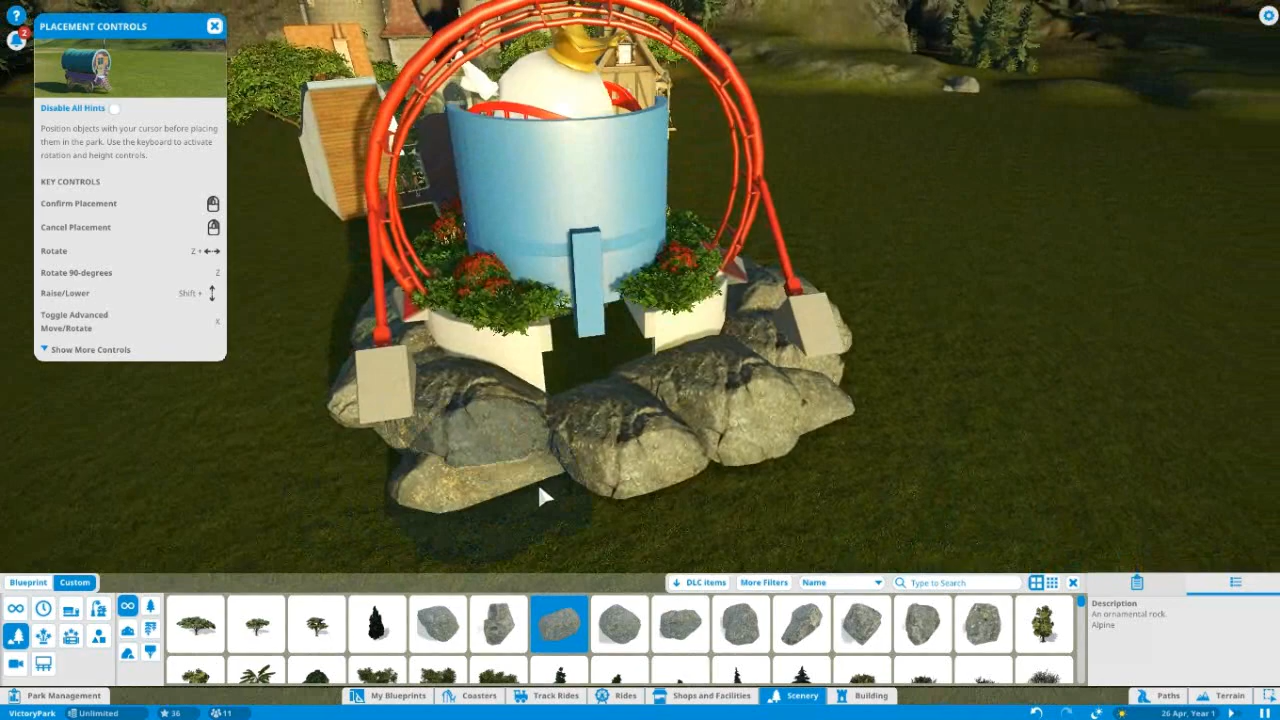 ?
2
PLACEMENT CONTROLS
Disable All Hints
Position objects with your cursor before placing
them in the park. Use the keyboard to activate
rotation and height controls.
KEY CONTROLS
Confirm Placement
Cancel Placement
Rotate Z +
Rotate 90-degrees Z
Raise/Lower Shift +
Toggle Advanced
Move/Rotate X
Show More Controls
Blueprint Custom DLC items More Filters Name Type to Search
Description
An ornamental rock.
Alpine
Park Management My Blueprints Coasters Track Rides Rides Shops and Facilities Scenery Building Paths Terrain
VictoryPark Unlimited 36 11 26 Apr, Year 1